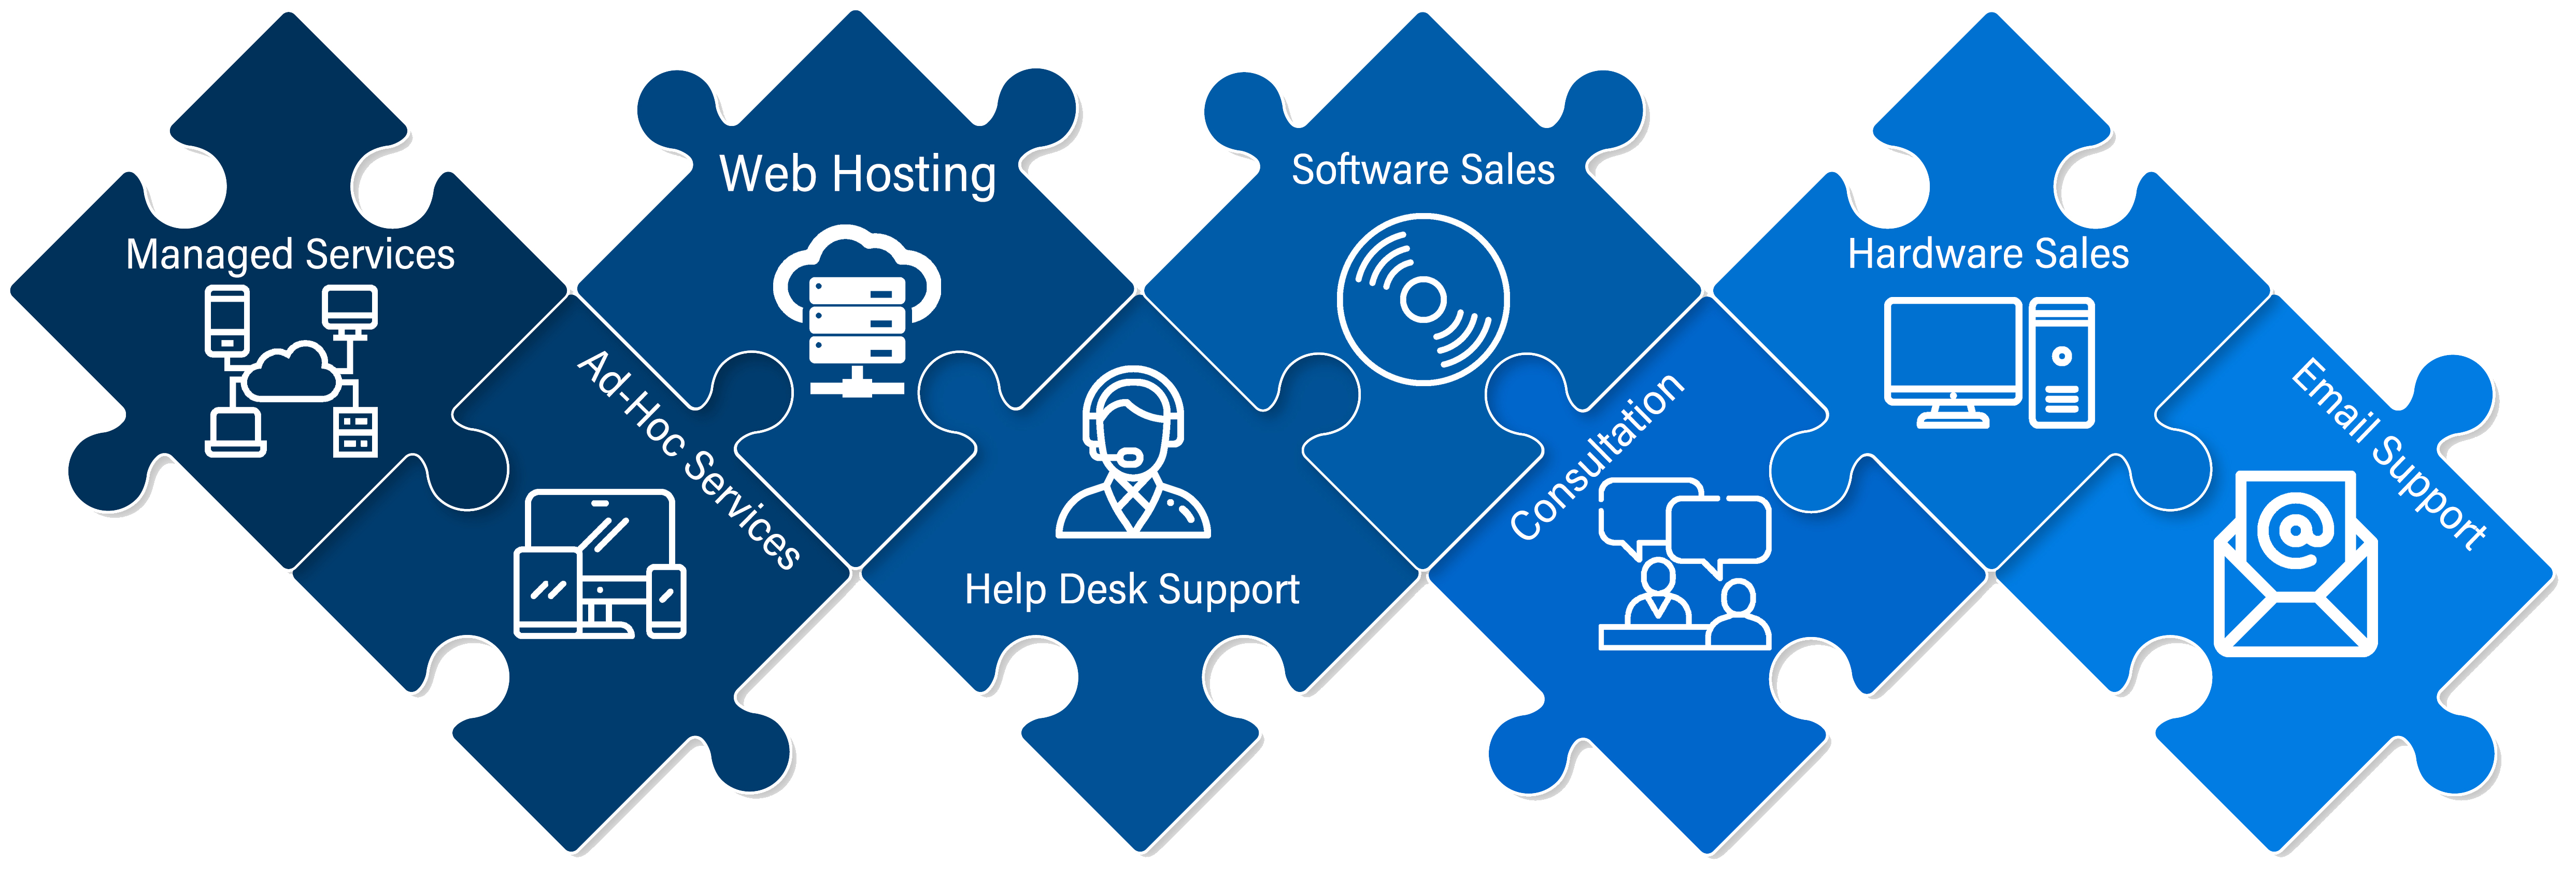 Managed Services
Ad-Hoc Services
Web Hosting
Help Desk Support
Software Sales
Consultation
Hardware Sales
Email Support
@